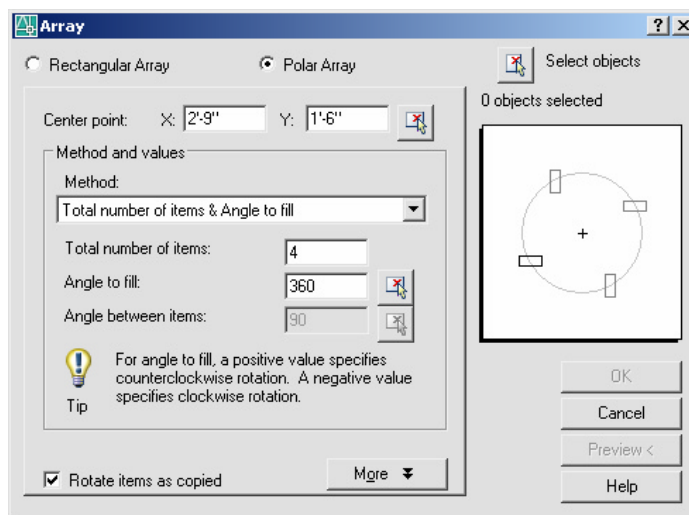 Array
Rectangular Array Polar Array Select objects
0 objects selected
Center point: X: 2'-9" Y: 1'-6"
Method and values
Method:
Total number of items & Angle to fill
Total number of items: 4
Angle to fill: 360
Angle between items: 90
For angle to fill, a positive value specifies
counterclockwise rotation. A negative value
specifies clockwise rotation.
Tip
Rotate items as copied More
OK
Cancel
Preview <
Help